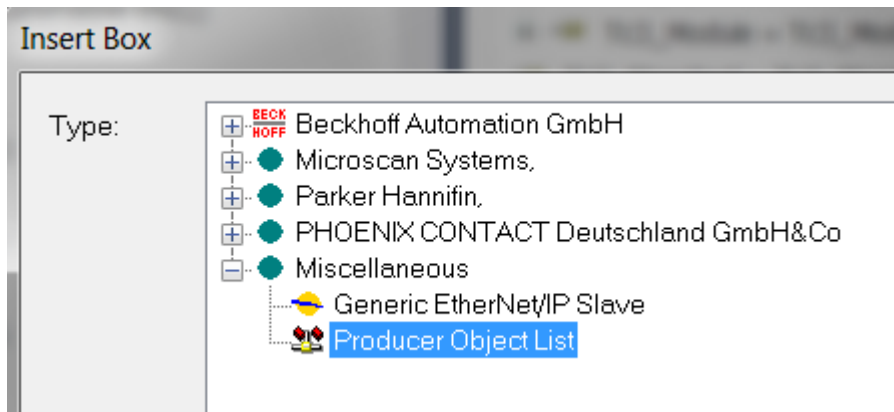 Insert Box
Type:
BECK
HOFF
Beckhoff Automation GmbH
Microscan Systems,
Parker Hannifin,
PHOENIX CONTACT Deutschland GmbH&Co
Miscellaneous
Generic EtherNet/IP Slave
Producer Object List